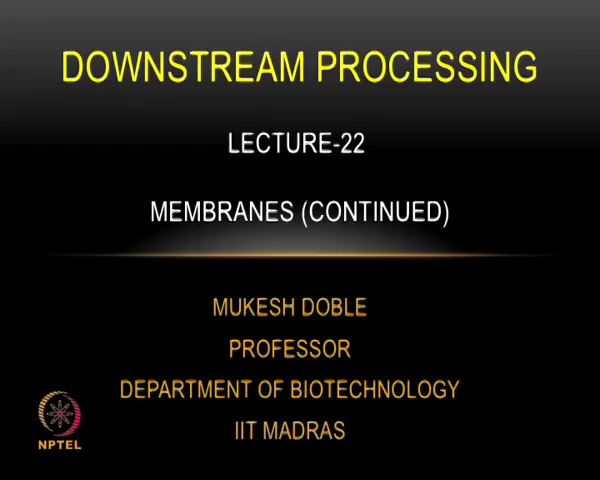 DOWNSTREAM PROCESSING
LECTURE-22
MEMBRANES (CONTINUED)
MUKESH DOBLE
PROFESSOR
DEPARTMENT OF BIOTECHNOLOGY
IIT MADRAS
NPTEL